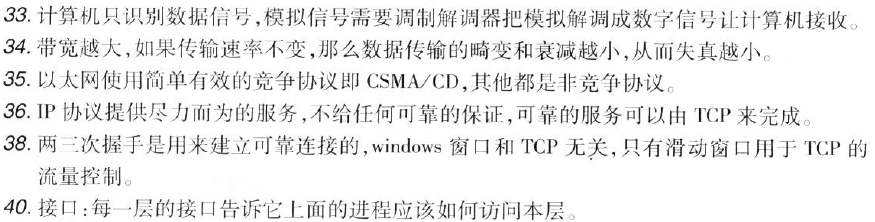 33. 计算机只识别数据信号,模拟信号需要调制解调器把模拟解调成数字信号让计算机接收。
34. 带宽越大,如果传输速率不变,那么数据传输的畸变和衰减越小,从而失真越小。
35. 以太网使用简单有效的竞争协议即 CSMA/CD,其他都是非竞争协议。
36. IP 协议提供尽力而为的服务,不给任何可靠的保证,可靠的服务可以由 TCP 来完成。
38. 两三次握手是用来建立可靠连接的,windows 窗口和 TCP 无关,只有滑动窗口用于 TCP 的
流量控制。
40. 接口:每一层的接口告诉它上面的进程应该如何访问本层。